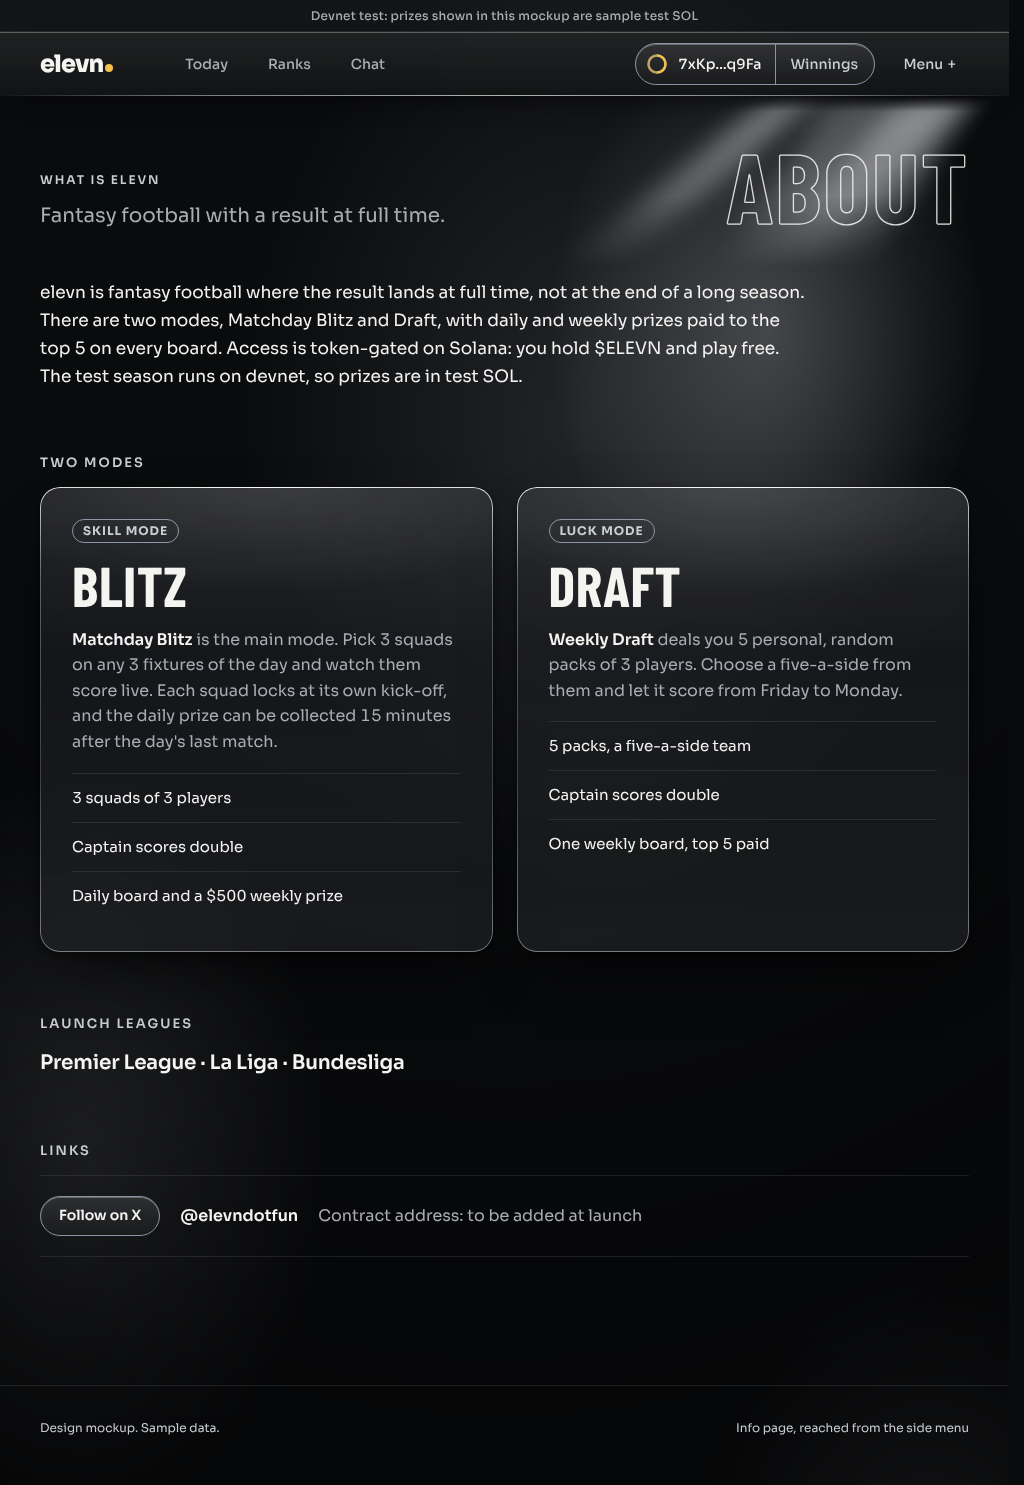 Devnet test: prizes shown in this mockup are sample test SOL
elevn.
Today
Ranks
Chat
7xKp...q9Fa
Winnings
Menu +
WHAT IS ELEVN
ABOUT
Fantasy football with a result at full time.
elevn is fantasy football where the result lands at full time, not at the end of a long season.
There are two modes, Matchday Blitz and Draft, with daily and weekly prizes paid to the
top 5 on every board. Access is token-gated on Solana: you hold $ELEVN and play free.
The test season runs on devnet, so prizes are in test SOL.
TWO MODES
SKILL MODE
BLITZ
Matchday Blitz is the main mode. Pick 3 squads
on any 3 fixtures of the day and watch them
score live. Each squad locks at its own kick-off,
and the daily prize can be collected 15 minutes
after the day's last match.
3 squads of 3 players
Captain scores double
Daily board and a $500 weekly prize
LUCK MODE
DRAFT
Weekly Draft deals you 5 personal, random
packs of 3 players. Choose a five-a-side from
them and let it score from Friday to Monday.
5 packs, a five-a-side team
Captain scores double
One weekly board, top 5 paid
LAUNCH LEAGUES
Premier League · La Liga · Bundesliga
LINKS
Follow on X
@elevndotfun
Contract address: to be added at launch
Design mockup. Sample data.
Info page, reached from the side menu